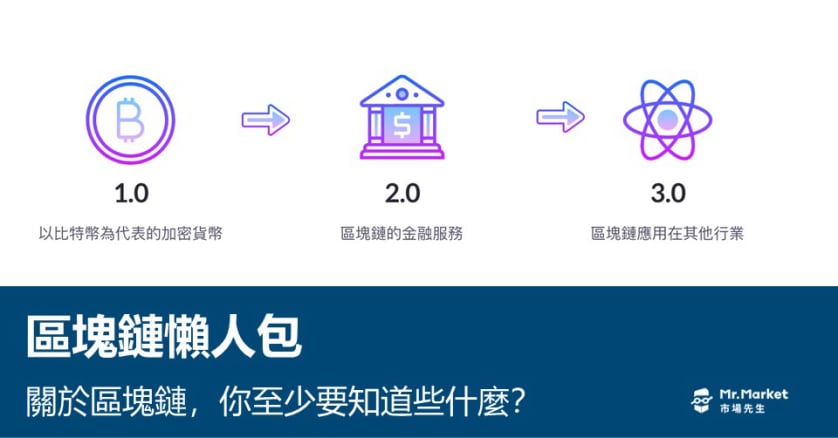 1.0
2.0
3.0
以比特幣為代表的加密貨幣
區塊鏈的金融服務
區塊鏈應用在其他行業
區塊鏈懶人包
關於區塊鏈，你至少要知道些什麼？
Mr.Market
市場先生